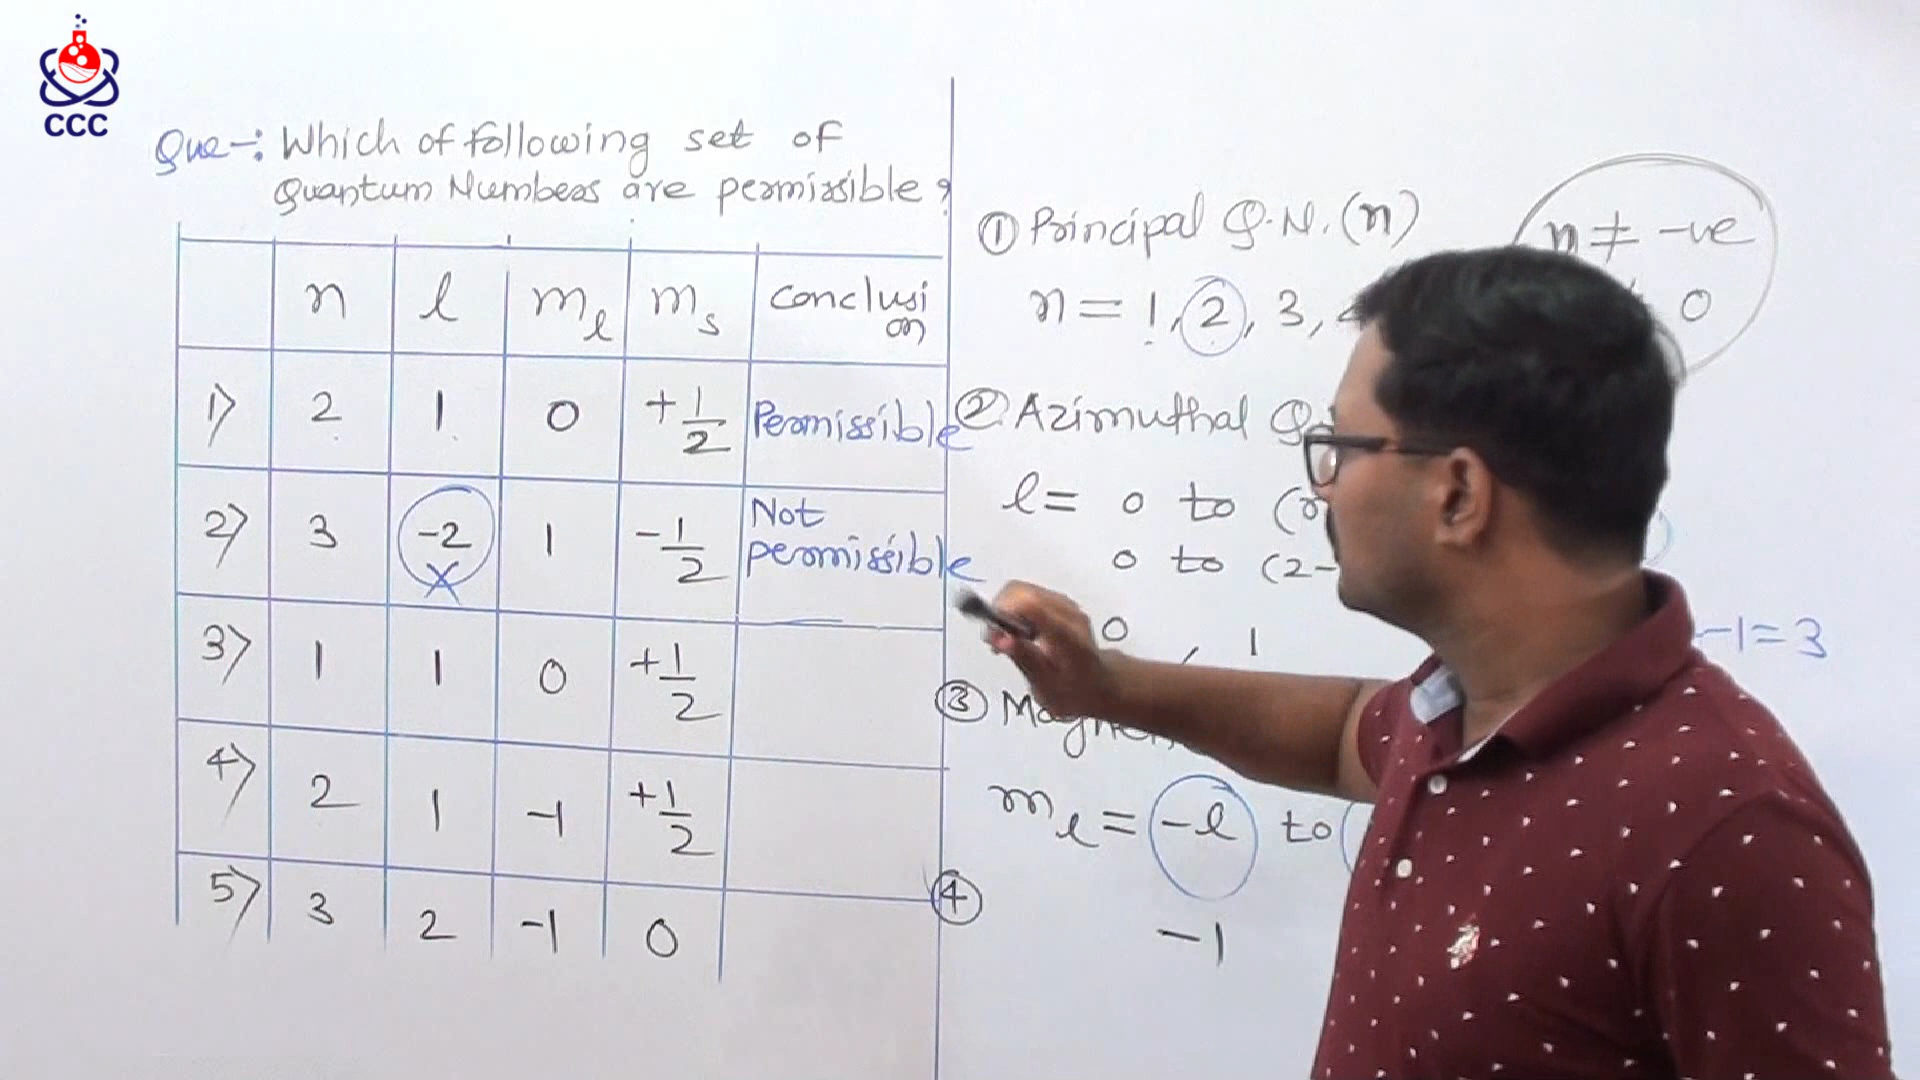 CCC
Que-: Which of following set of
Quantum Numbers are permissible?
n l mℓ ms conclusion
1) 2 1 0 +1/2 Permissible
2) 3 -2 1 -1/2 Not permissible
X
3) 1 1 0 +1/2
4) 2 1 -1 +1/2
5) 3 2 -1 0
① Principal Q.N. (n)
n ≠ -ve
0
n = 1, 2, 3,
② Azimuthal
l = 0 to
0 to (2-
0 , 1
-1=3
③
mℓ = -l to
④
-1